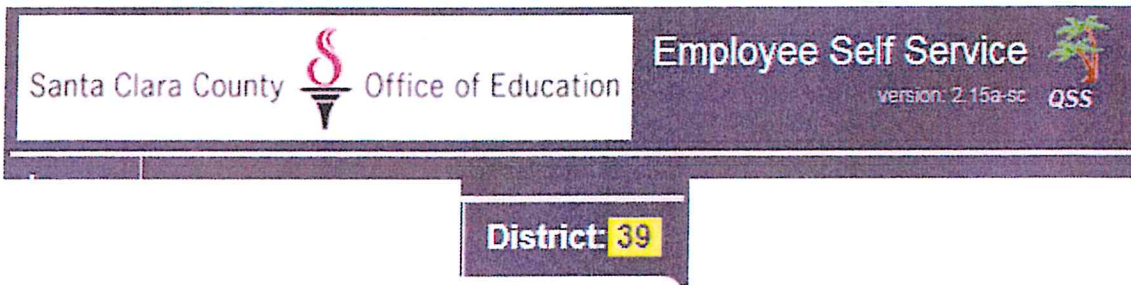 Santa Clara County Office of Education
Employee Self Service
version: 2.15a-sc
QSS
District: 39